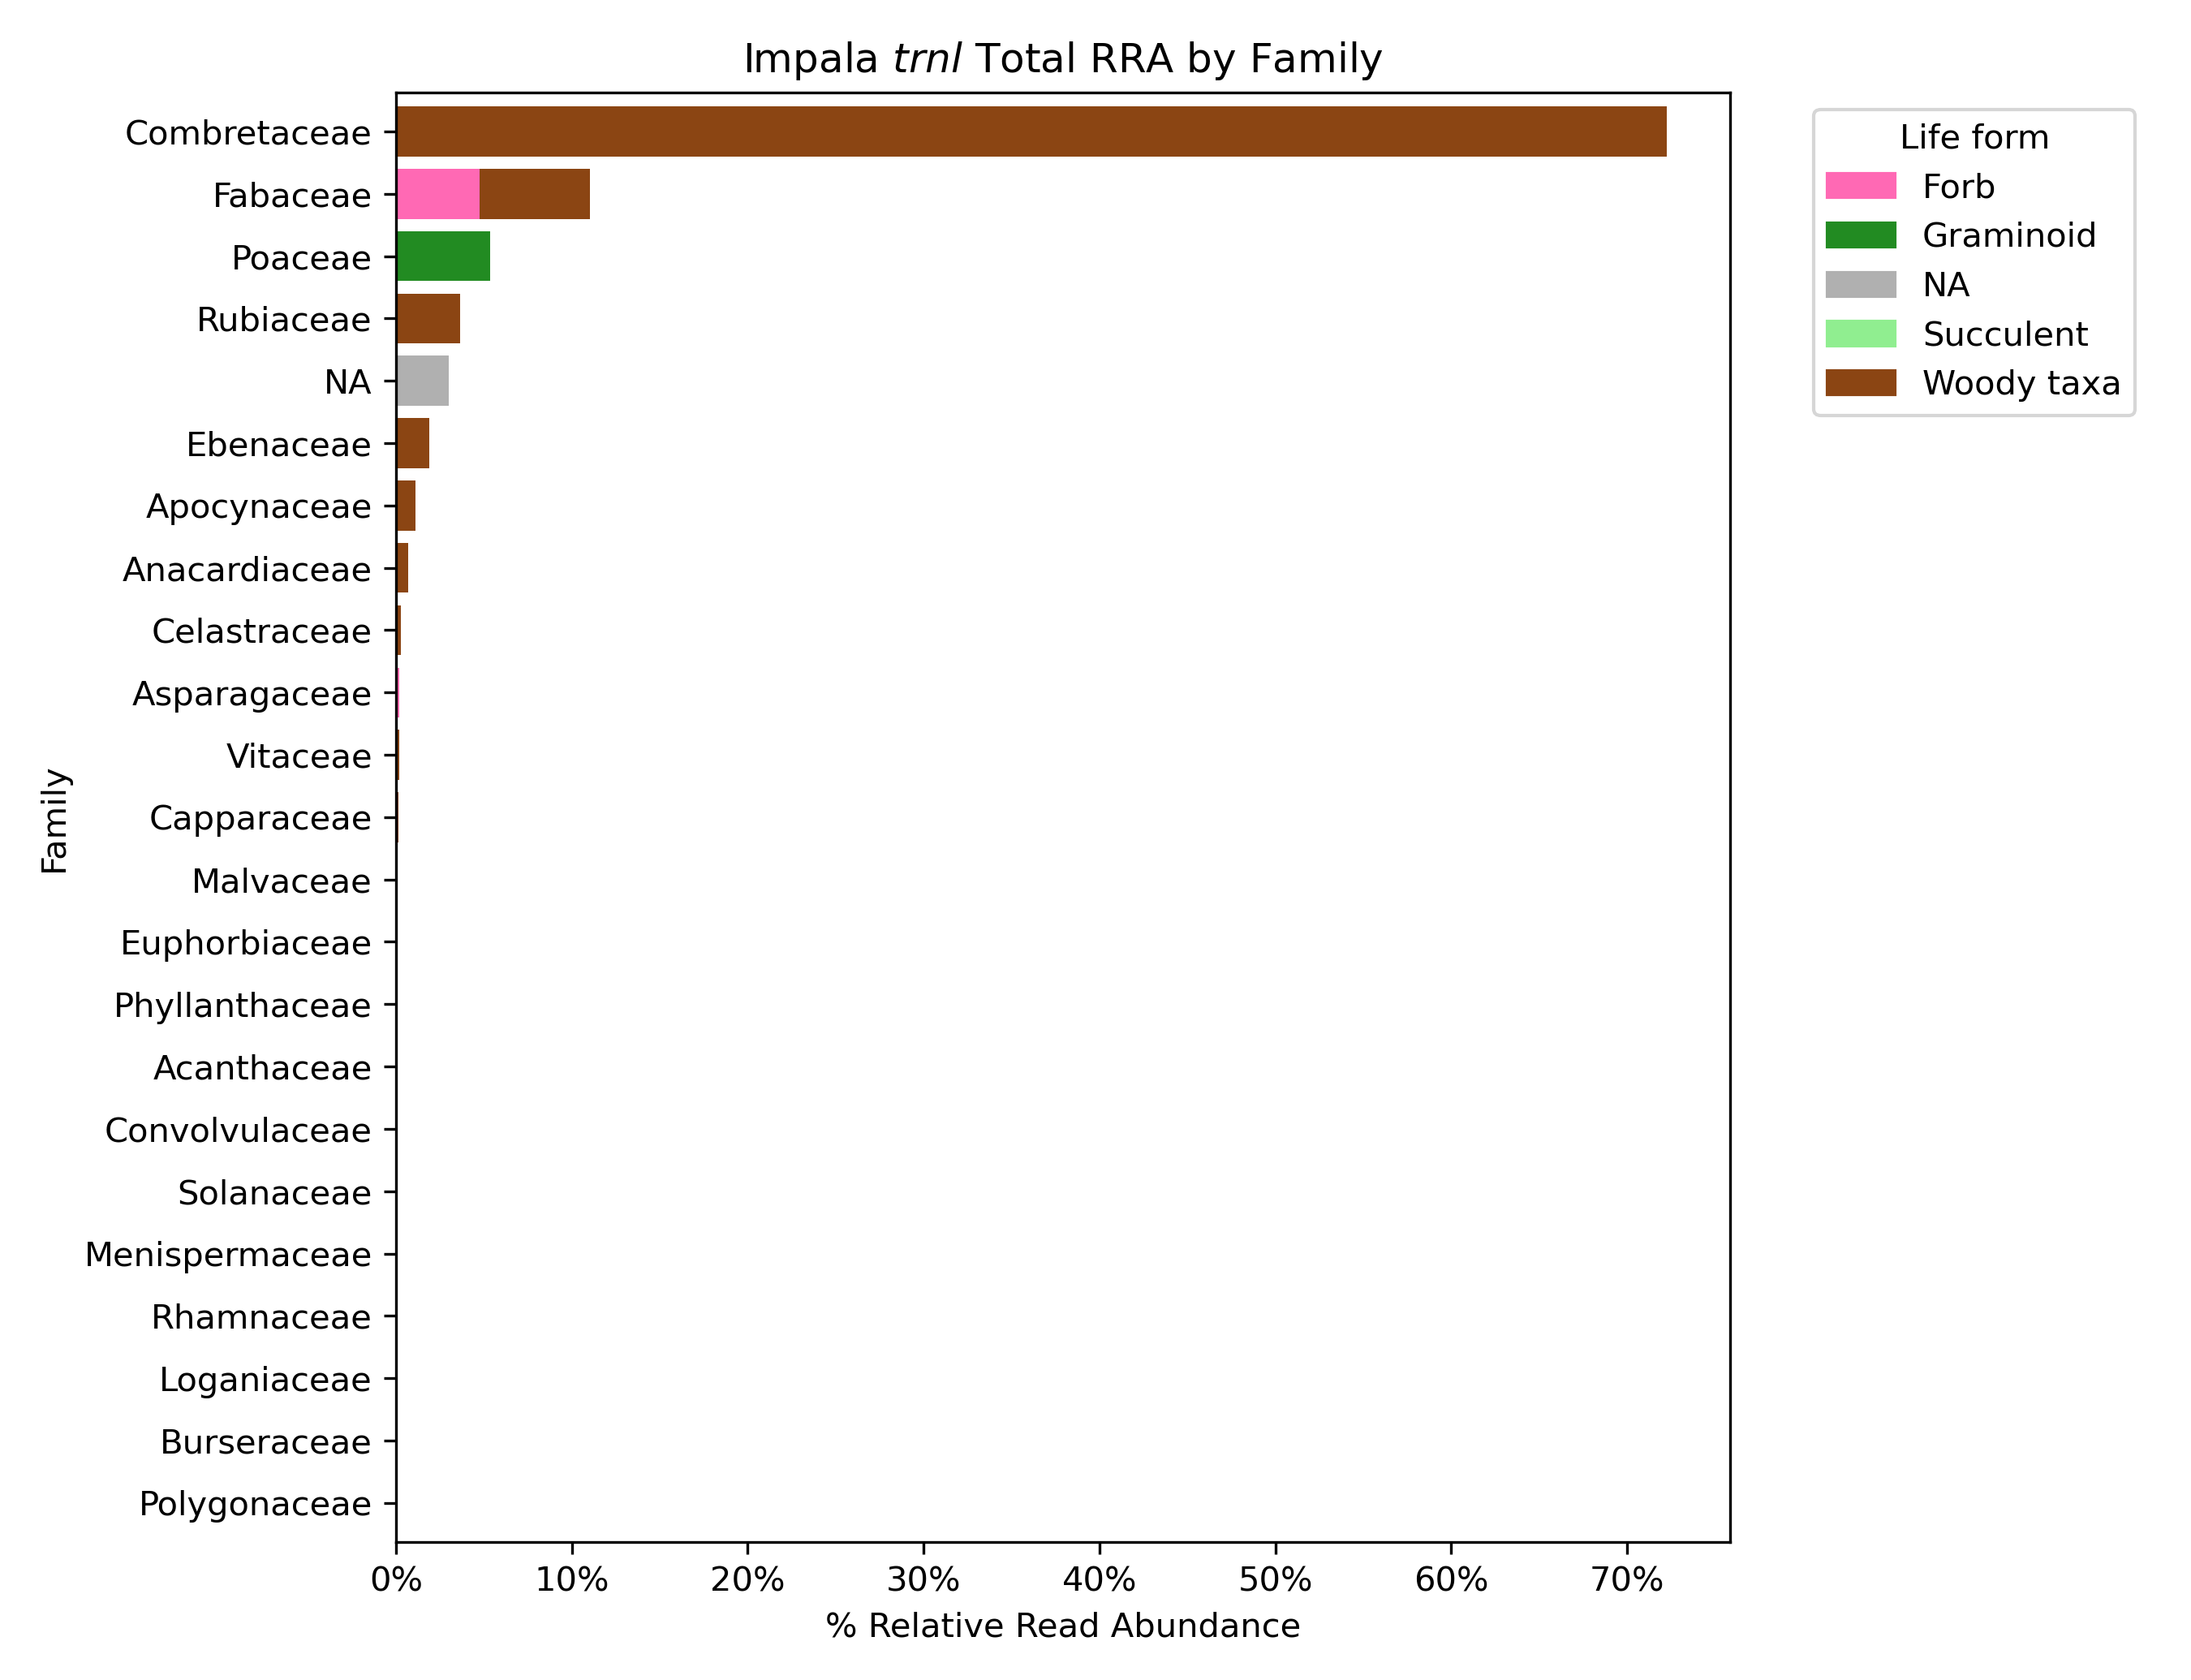 Impala trnl Total RRA by Family
Combretaceae
Fabaceae
Poaceae
Rubiaceae
NA
Ebenaceae
Apocynaceae
Anacardiaceae
Celastraceae
Asparagaceae
Vitaceae
Capparaceae
Malvaceae
Euphorbiaceae
Phyllanthaceae
Acanthaceae
Convolvulaceae
Solanaceae
Menispermaceae
Rhamnaceae
Loganiaceae
Burseraceae
Polygonaceae
Family
0% 10% 20% 30% 40% 50% 60% 70%
% Relative Read Abundance
Life form
Forb
Graminoid
NA
Succulent
Woody taxa